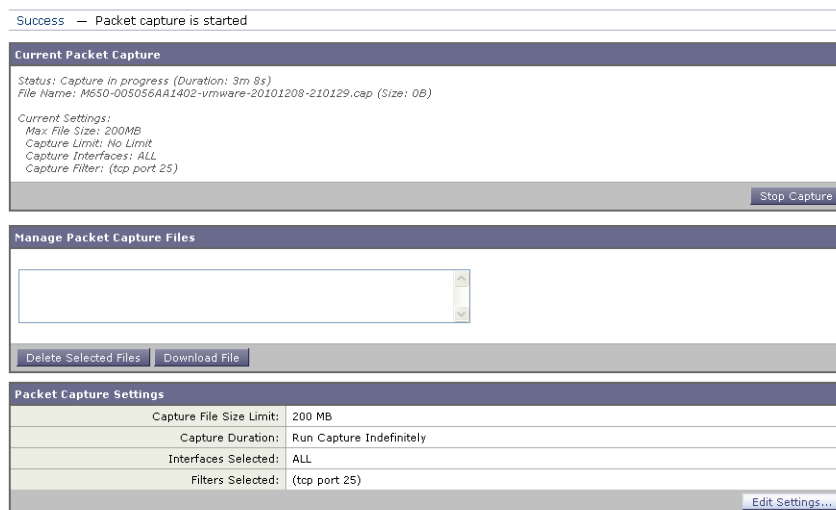 Success — Packet capture is started
Current Packet Capture
Status: Capture in progress (Duration: 3m 8s)
File Name: M650-005056AA1402-vmware-20101208-210129.cap (Size: 0B)
Current Settings:
Max File Size: 200MB
Capture Limit: No Limit
Capture Interfaces: ALL
Capture Filter: (tcp port 25)
Stop Capture
Manage Packet Capture Files
Delete Selected Files Download File
Packet Capture Settings
Capture File Size Limit: 200 MB
Capture Duration: Run Capture Indefinitely
Interfaces Selected: ALL
Filters Selected: (tcp port 25)
Edit Settings...